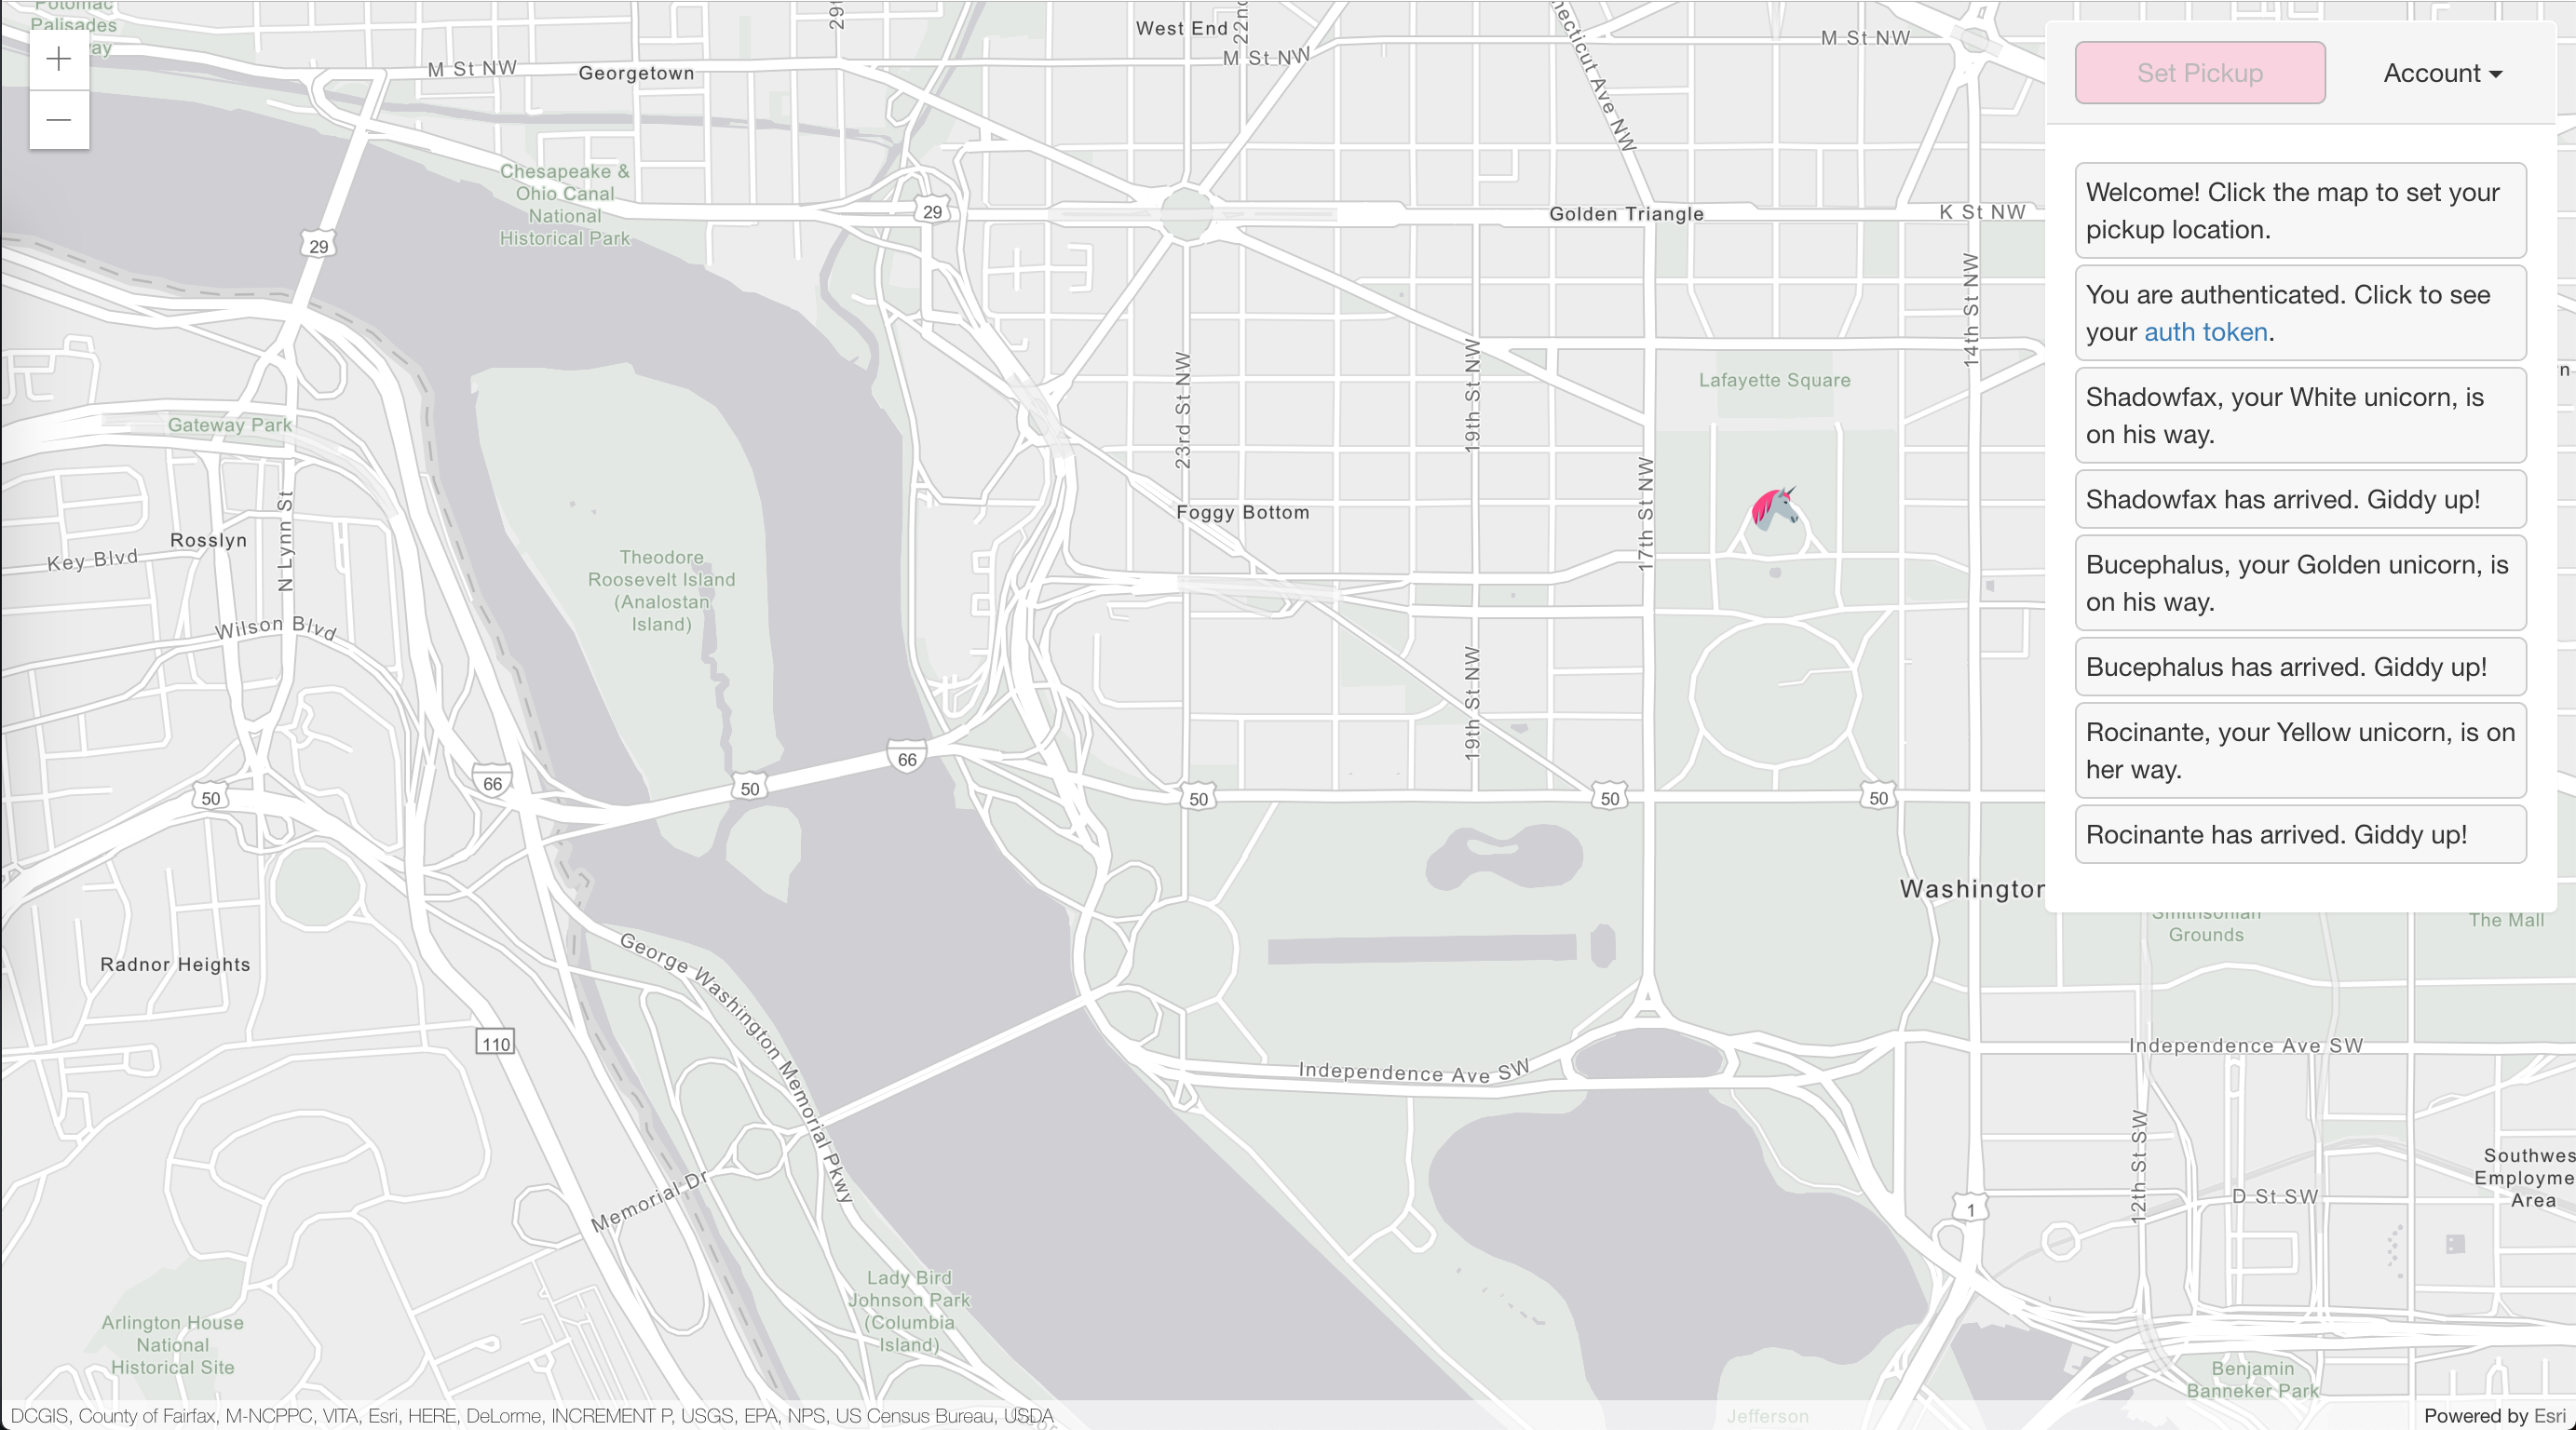 Potomac
Palisades
way
+
−
29t
West End
22nd
M St NW
M St NW
M St NW
Georgetown
Connecticut Ave NW
Set Pickup
Account
Chesapeake &
Ohio Canal
National
Historical Park
29
29
Golden Triangle
K St NW
14th St NW
Welcome! Click the map to set your
pickup location.
You are authenticated. Click to see
your auth token.
Shadowfax, your White unicorn, is
on his way.
Shadowfax has arrived. Giddy up!
Bucephalus, your Golden unicorn, is
on his way.
Bucephalus has arrived. Giddy up!
Rocinante, your Yellow unicorn, is on
her way.
Rocinante has arrived. Giddy up!
Gateway Park
23rd St NW
19th St NW
Lafayette Square
17th St NW
Foggy Bottom
Rosslyn
Key Blvd
N Lynn St
Wilson Blvd
Theodore
Roosevelt Island
(Analostan
Island)
19th St NW
66
66
50
50
50
50
50
Washington
Smithsonian
Grounds
The Mall
Radnor Heights
George Washington Memorial Pkwy
110
Independence Ave SW
Independence Ave SW
Memorial Dr
12th St SW
D St SW
Southwes
Employme
Area
1
Lady Bird
Johnson Park
(Columbia
Island)
Arlington House
National
Historical Site
Benjamin
Banneker Park
Jefferson
DCGIS, County of Fairfax, M-NCPPC, VITA, Esri, HERE, DeLorme, INCREMENT P, USGS, EPA, NPS, US Census Bureau, USDA
Powered by Esri